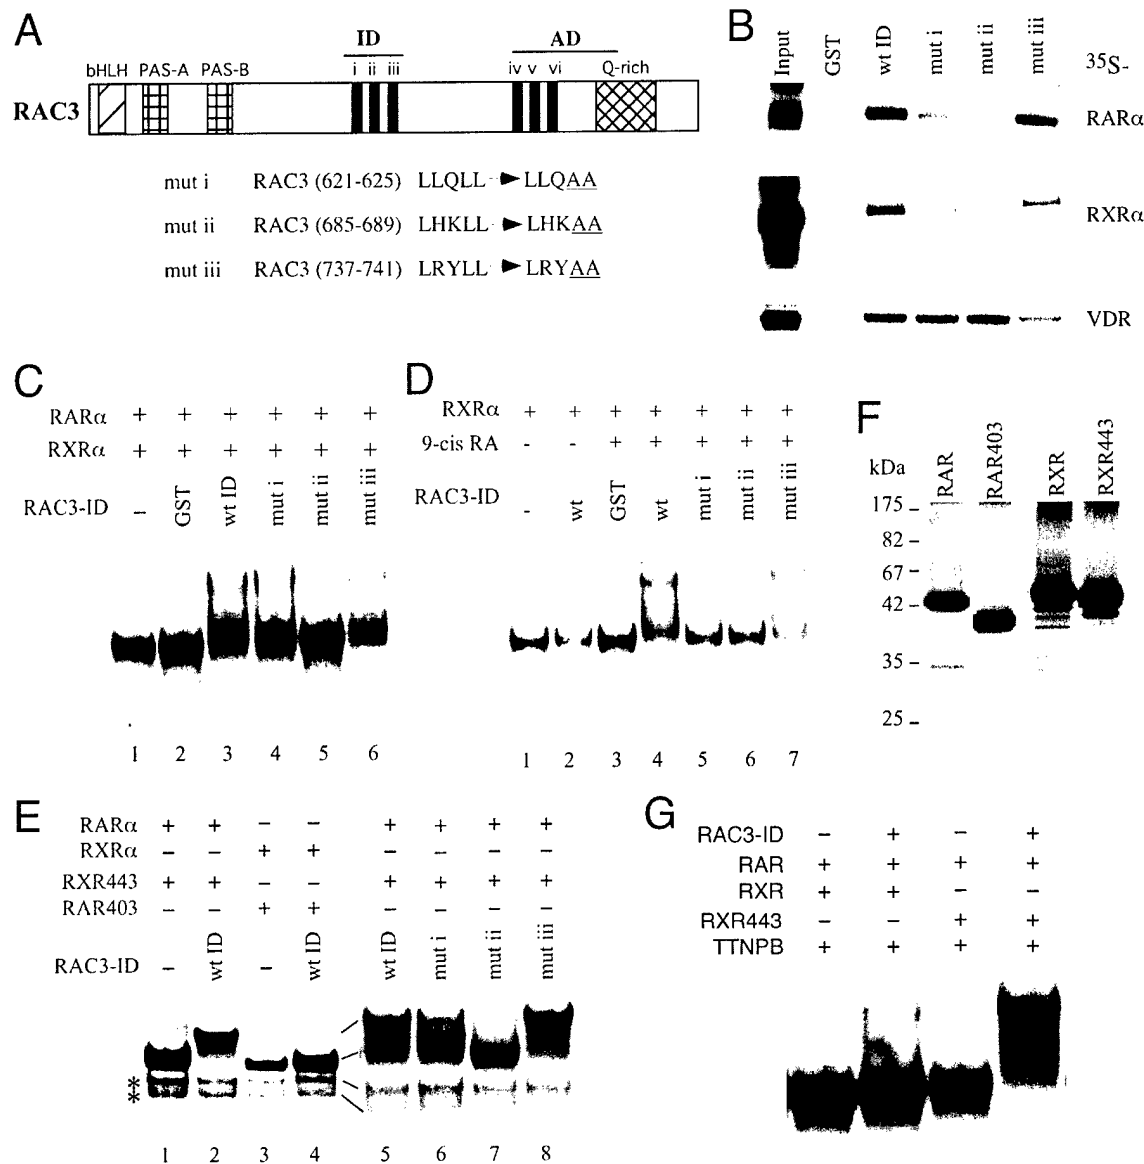 A
ID
AD
bHLH PAS-A PAS-B i ii iii iv v vi Q-rich
RAC3
mut i RAC3 (621-625) LLQLL LLQAA
mut ii RAC3 (685-689) LHKLL LHKAA
mut iii RAC3 (737-741) LRYLL LRYAA
B
Input GST wt ID mut i mut ii mut iii 35S-
RARα
RXRα
VDR
C
RARα + + + + + +
RXRα + + + + + +
RAC3-ID – GST wt ID mut i mut ii mut iii
1 2 3 4 5 6
D
RXRα + + + + + + +
9-cis RA - - + + + + +
RAC3-ID - wt GST wt mut i mut ii mut iii
1 2 3 4 5 6 7
F
kDa RAR RAR403 RXR RXR443
175
82
67
42
35
25
E
RARα + + – – + + + +
RXRα – – + + – – – –
RXR443 + + – – + + + +
RAR403 – – + + – – – –
RAC3-ID – wt ID – wt ID wt ID mut i mut ii mut iii
*
*
1 2 3 4 5 6 7 8
G
RAC3-ID – + – +
RAR + + + +
RXR + + – –
RXR443 – – + +
TTNPB + + + +